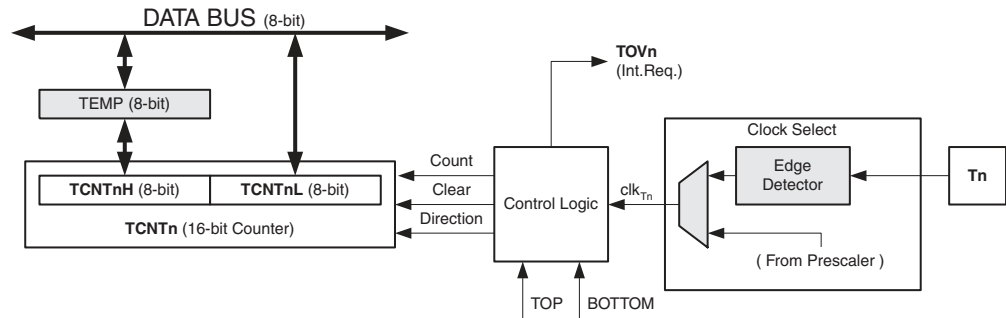 DATA BUS (8-bit)
TOVn
(Int.Req.)
TEMP (8-bit)
Clock Select
Count
Edge
Detector
Tn
TCNTnH (8-bit) TCNTnL (8-bit)
Clear
Control Logic
clkTn
TCNTn (16-bit Counter)
Direction
( From Prescaler )
TOP
BOTTOM